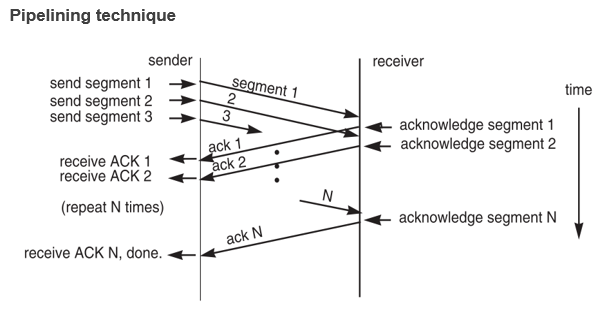 Pipelining technique
sender
receiver
time
send segment 1
send segment 2
send segment 3
segment 1
2
3
acknowledge segment 1
acknowledge segment 2
ack 1
ack 2
receive ACK 1
receive ACK 2
(repeat N times)
N
acknowledge segment N
ack N
receive ACK N, done.